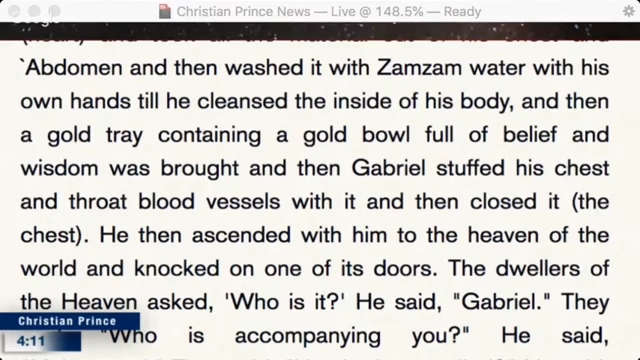 Christian Prince News — Live @ 148.5% — Ready
`Abdomen and then washed it with Zamzam water with his
own hands till he cleansed the inside of his body, and then
a gold tray containing a gold bowl full of belief and
wisdom was brought and then Gabriel stuffed his chest
and throat blood vessels with it and then closed it (the
chest). He then ascended with him to the heaven of the
world and knocked on one of its doors. The dwellers of
the Heaven asked, 'Who is it?' He said, "Gabriel." They
Christian Prince
"Who is accompanying you?" He said,
4:11